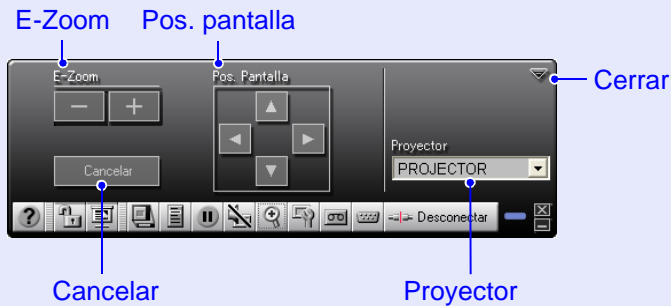 E-Zoom Pos. pantalla
E-Zoom Pos. Pantalla
Cerrar
Proyector
PROJECTOR
Cancelar
? Desconectar
Cancelar Proyector